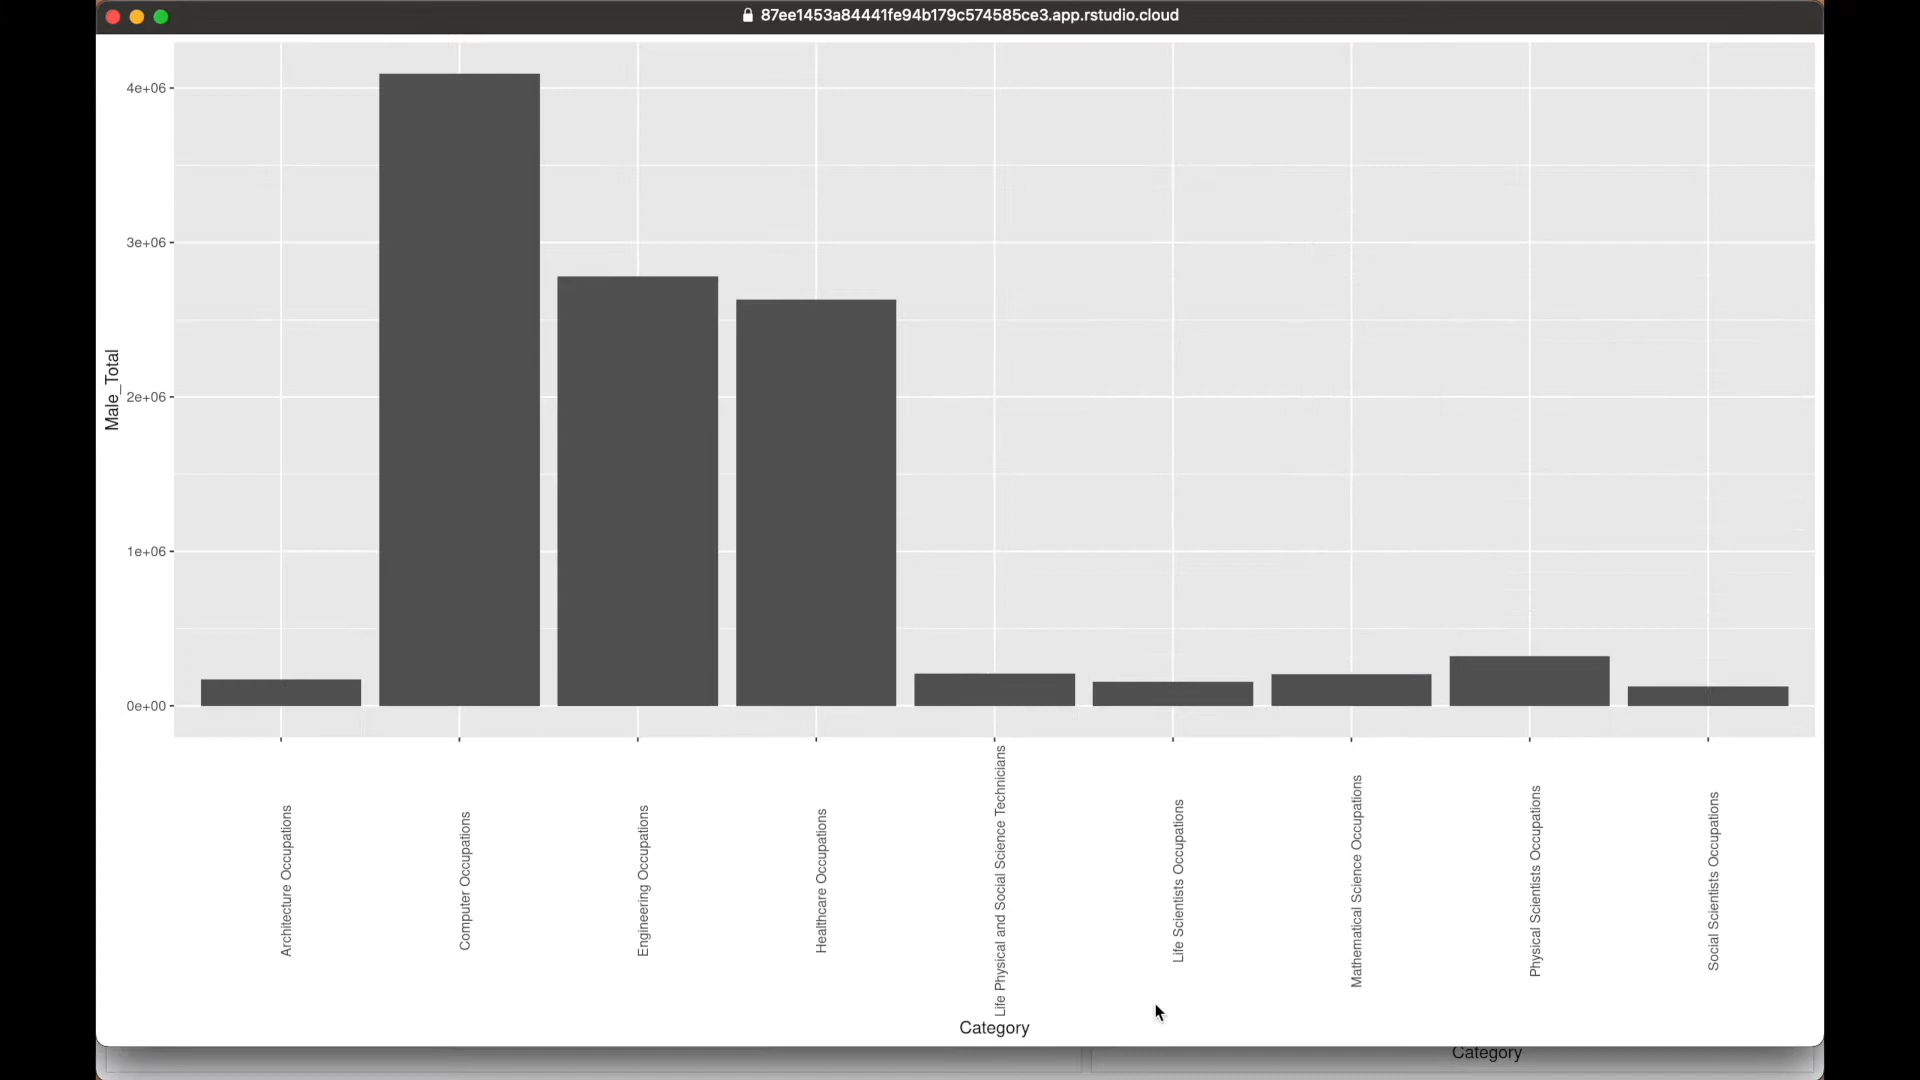 87ee1453a84441fe94b179c574585ce3.app.rstudio.cloud
4e+06
3e+06
2e+06
1e+06
0e+00
Male_Total
Architecture Occupations
Computer Occupations
Engineering Occupations
Healthcare Occupations
Life Physical and Social Science Technicians
Life Scientists Occupations
Mathematical Science Occupations
Physical Scientists Occupations
Social Scientists Occupations
Category
Category